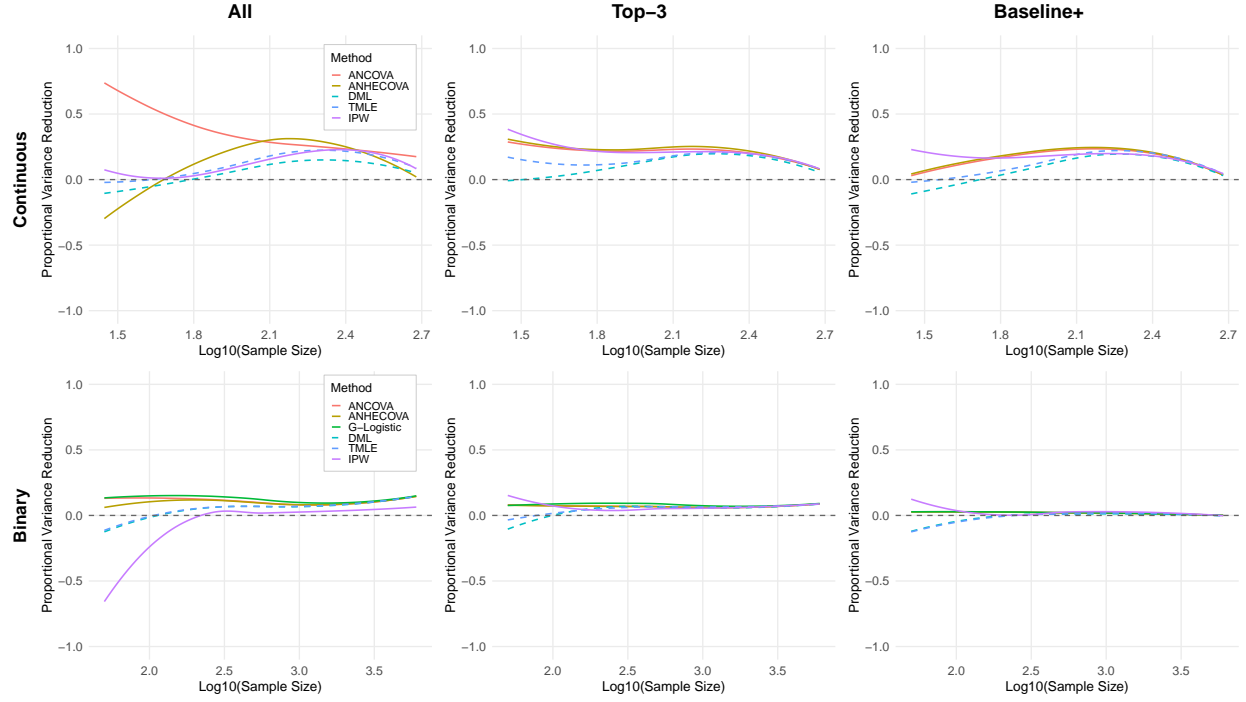 All
Top−3
Baseline+
Continuous
Proportional Variance Reduction
1.0
0.5
0.0
−0.5
−1.0
1.5
1.8
2.1
2.4
2.7
Log10(Sample Size)
Method
ANCOVA
ANHECOVA
DML
TMLE
IPW
Proportional Variance Reduction
1.0
0.5
0.0
−0.5
−1.0
1.5
1.8
2.1
2.4
2.7
Log10(Sample Size)
Proportional Variance Reduction
1.0
0.5
0.0
−0.5
−1.0
1.5
1.8
2.1
2.4
2.7
Log10(Sample Size)
Binary
Proportional Variance Reduction
1.0
0.5
0.0
−0.5
−1.0
2.0
2.5
3.0
3.5
Log10(Sample Size)
Method
ANCOVA
ANHECOVA
G−Logistic
DML
TMLE
IPW
Proportional Variance Reduction
1.0
0.5
0.0
−0.5
−1.0
2.0
2.5
3.0
3.5
Log10(Sample Size)
Proportional Variance Reduction
1.0
0.5
0.0
−0.5
−1.0
2.0
2.5
3.0
3.5
Log10(Sample Size)